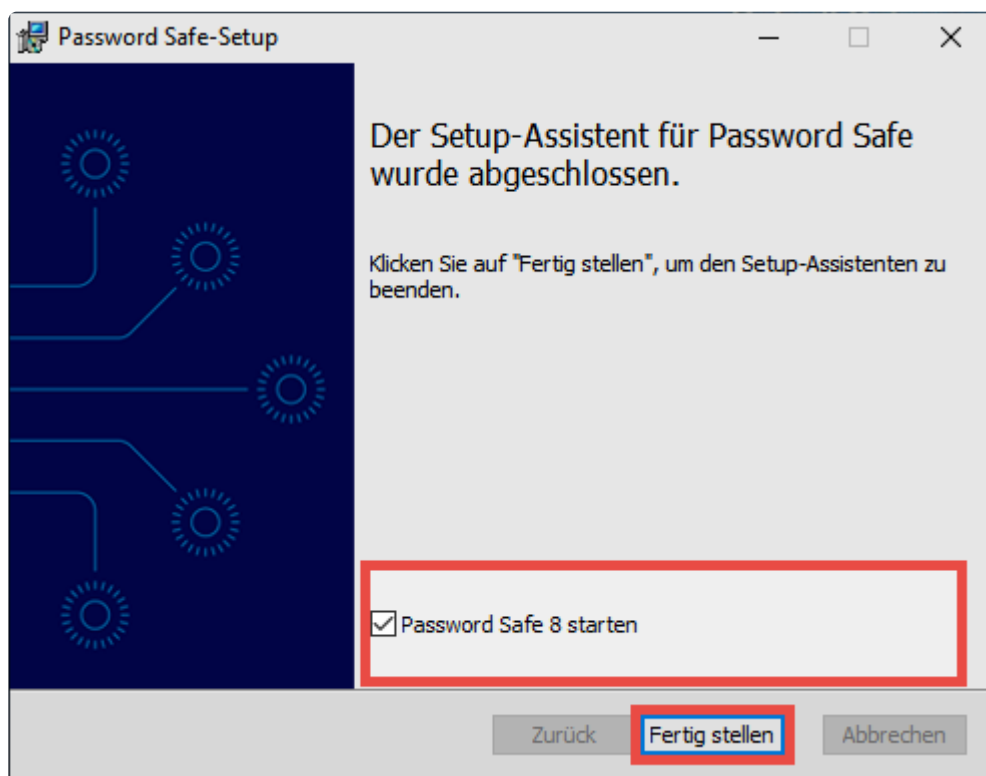 Password Safe-Setup
Der Setup-Assistent für Password Safe
wurde abgeschlossen.
Klicken Sie auf "Fertig stellen", um den Setup-Assistenten zu
beenden.
Password Safe 8 starten
Zurück Fertig stellen Abbrechen